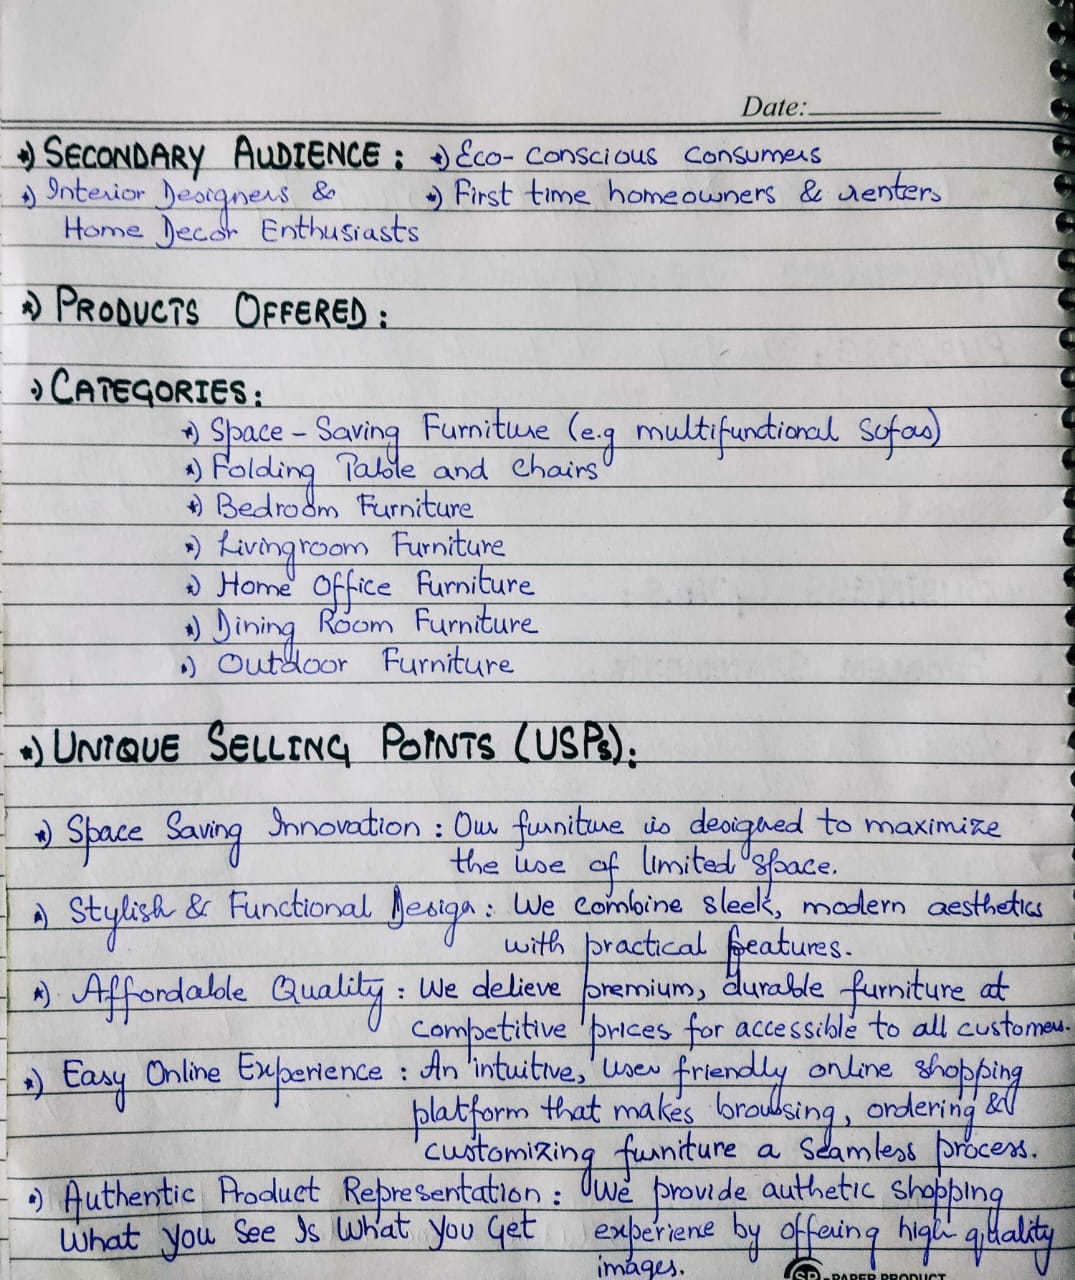 Date:
*) SECONDARY AUDIENCE : *) Eco-conscious consumers
*) Interior Designers & *) First time homeowners & renters
Home Decor Enthusiasts
*) PRODUCTS OFFERED :
*) CATEGORIES :
*) Space-Saving Furniture (e.g multifunctional sofas)
*) Folding Table and Chairs
*) Bedroom Furniture
*) Livingroom Furniture
*) Home Office Furniture
*) Dining Room Furniture
*) Outdoor Furniture
*) UNIQUE SELLING POINTS (USPs):
*) Space Saving Innovation : Our furniture is designed to maximize
the use of limited space.
*) Stylish & Functional Design : We combine sleek, modern aesthetics
with practical features.
*) Affordable Quality : We delieve premium, durable furniture at
competitive prices for accessible to all customers.
*) Easy Online Experience : An intuitive, user friendly online shopping
platform that makes browsing, ordering &
customizing furniture a seamless process.
*) Authentic Product Representation : We provide authetic shopping
What You See Is What You Get experiene by offering high quality
images.
SP - PAPER PRODUCT